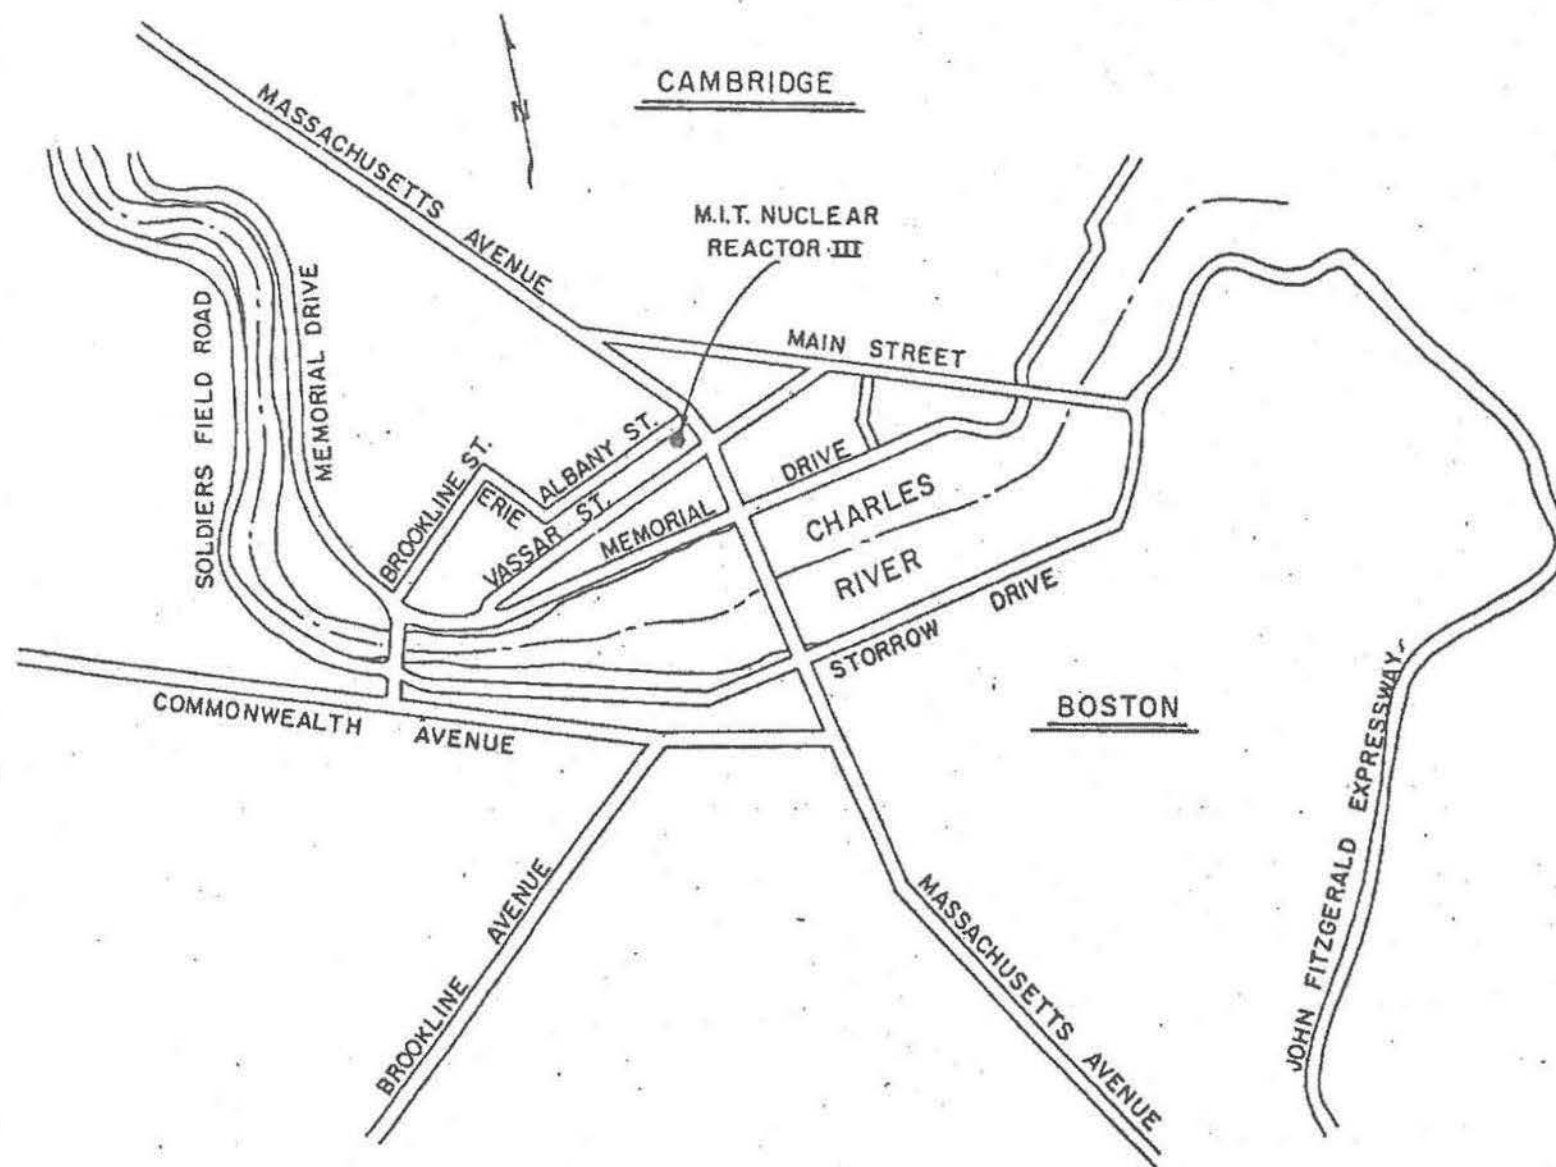 CAMBRIDGE
N
MASSACHUSETTS AVENUE
M.I.T. NUCLEAR
REACTOR III
MAIN STREET
SOLDIERS FIELD ROAD
MEMORIAL DRIVE
BROOKLINE ST.
ERIE
ALBANY ST.
VASSAR ST.
MEMORIAL DRIVE
CHARLES
RIVER
STORROW DRIVE
COMMONWEALTH AVENUE
BOSTON
BROOKLINE AVENUE
MASSACHUSETTS AVENUE
JOHN FITZGERALD EXPRESSWAY